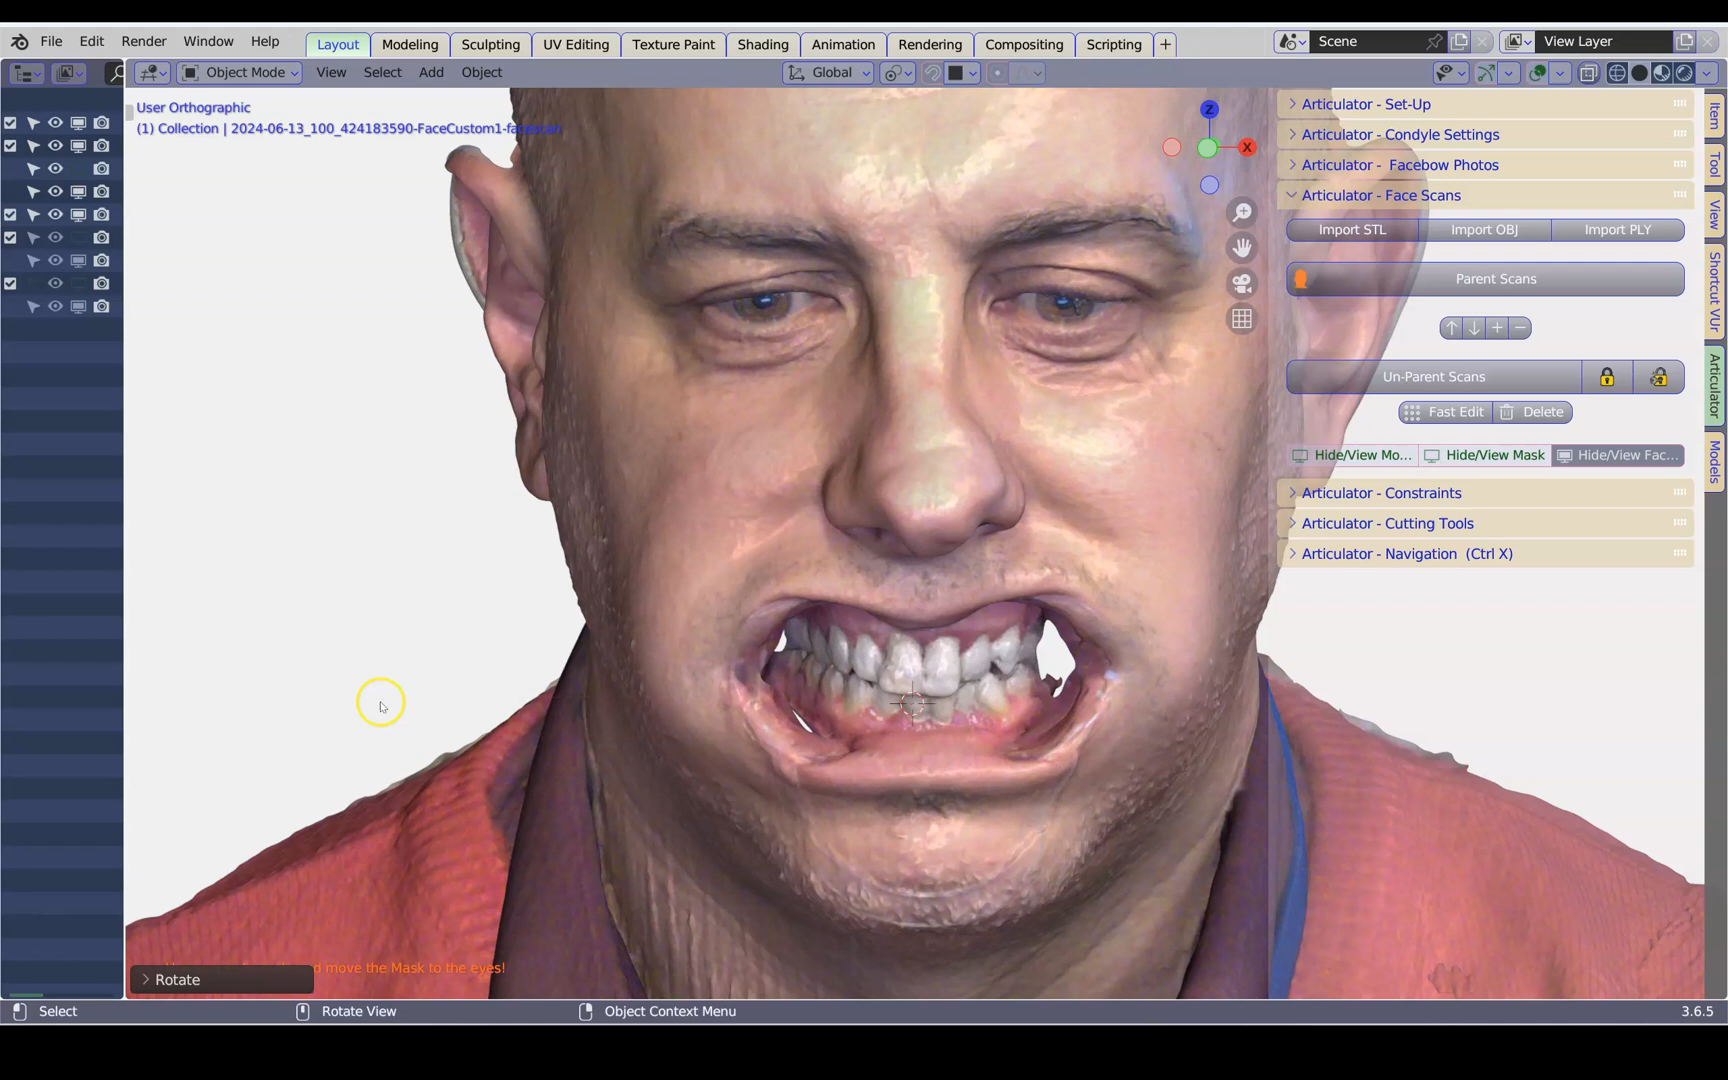 File Edit Render Window Help Layout Modeling Sculpting UV Editing Texture Paint Shading Animation Rendering Compositing Scripting + Scene View Layer
Object Mode View Select Add Object Global
User Orthographic
(1) Collection | 2024-06-13_100_424183590-FaceCustom1-facescan
Z
X
Articulator - Set-Up
Articulator - Condyle Settings
Articulator - Facebow Photos
Articulator - Face Scans
Import STL Import OBJ Import PLY
Parent Scans
Un-Parent Scans
Fast Edit Delete
Hide/View Mo... Hide/View Mask Hide/View Fac...
Articulator - Constraints
Articulator - Cutting Tools
Articulator - Navigation (Ctrl X)
Item
Tool
View
Shortcut VUr
Articulator
Models
move the Mask to the eyes!
Rotate
Select Rotate View Object Context Menu 3.6.5